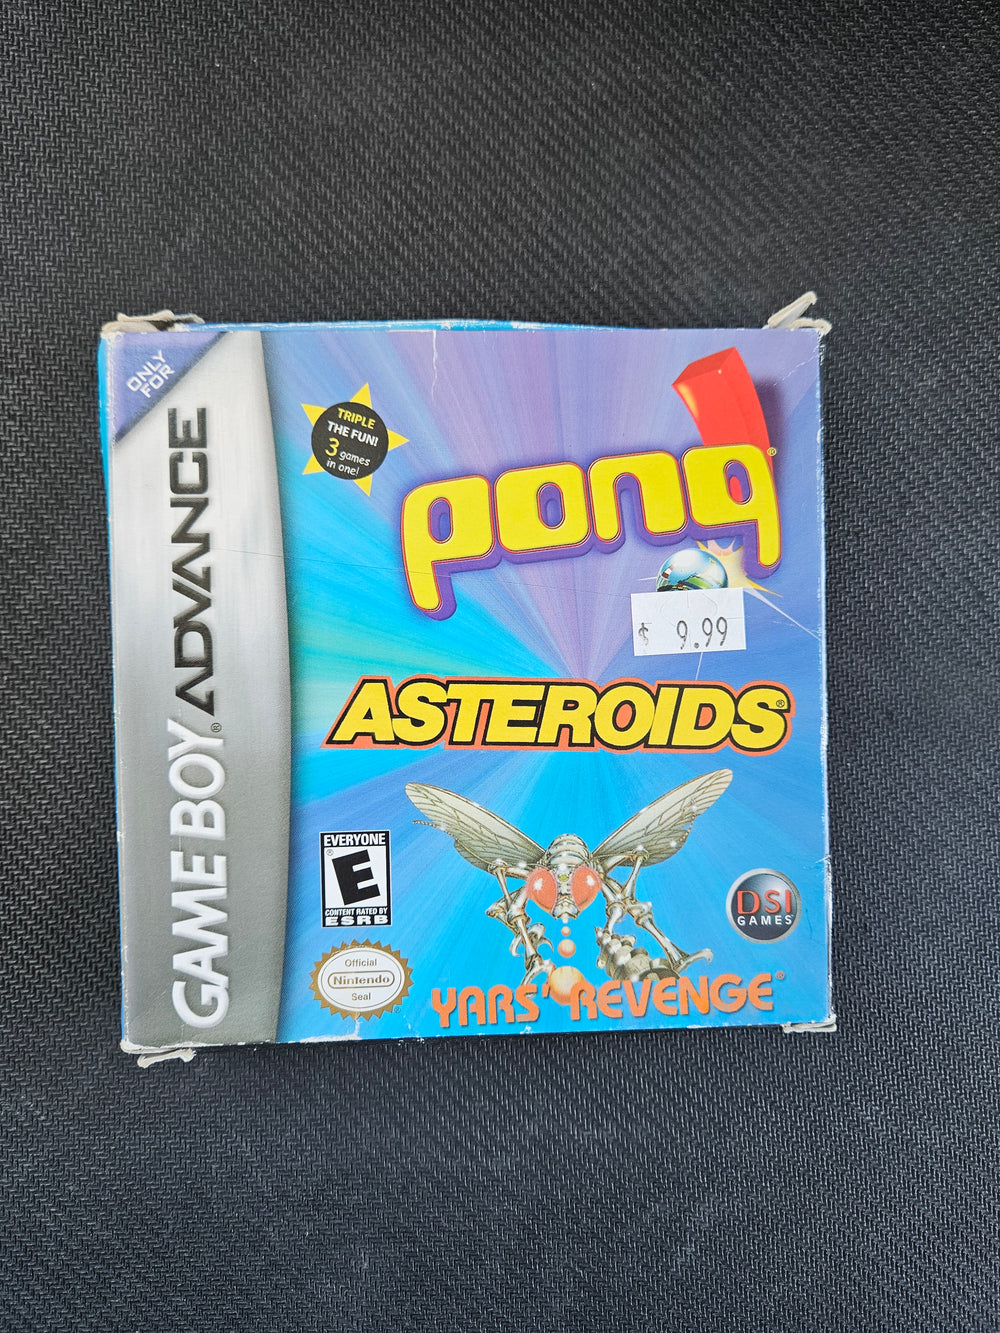 ONLY
FOR
GAME BOY ADVANCE
®
TRIPLE
THE FUN!
3 games
in one!
pong®
$ 9.99
ASTEROIDS®
EVERYONE
®
E
CONTENT RATED BY
ESRB
DSI
GAMES
Official
Nintendo
Seal
®
YARS' REVENGE®